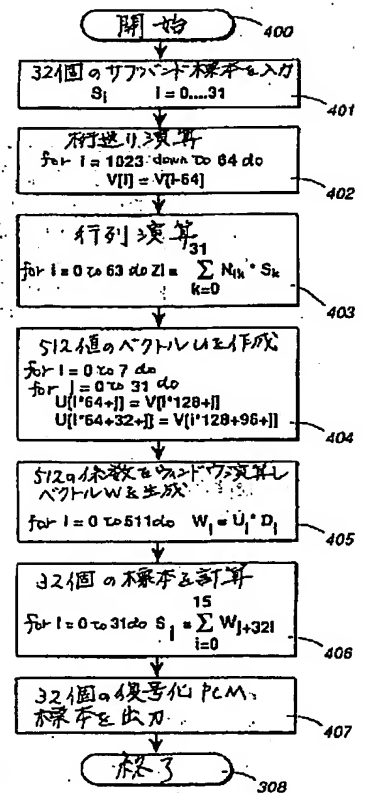 開始
400
32個のサブバンド標本を入力
Si i = 0....31
401
桁送り演算
for i = 1023 down to 64 do
V[i] = V[i-64]
402
行列演算
31
for i = 0 to 63 do Zi = Σ Nik * Sk
k=0
403
512値のベクトルUを作成
for i = 0 to 7 do
for j = 0 to 31 do
U[i*64+j] = V[i*128+j]
U[i*64+32+j] = V[i*128+96+j]
404
512の係数をウィンドウ演算し
ベクトルWを生成
for i = 0 to 511 do Wi = Ui * Di
405
32個の標本を計算
15
for i = 0 to 31 do Sj = Σ Wj+32i
i=0
406
32個の復号化PCM
標本を出力
407
終了
308